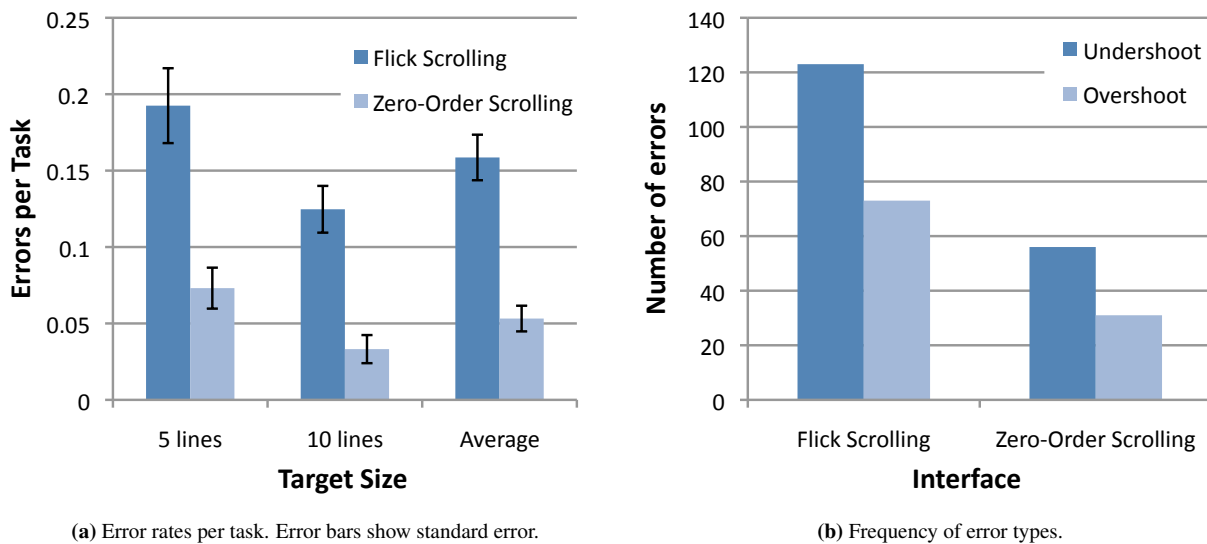 0.25
0.2
0.15
0.1
0.05
0
Errors per Task
Flick Scrolling
Zero-Order Scrolling
5 lines
10 lines
Average
Target Size
(a) Error rates per task. Error bars show standard error.
140
120
100
80
60
40
20
0
Number of errors
Undershoot
Overshoot
Flick Scrolling
Zero-Order Scrolling
Interface
(b) Frequency of error types.